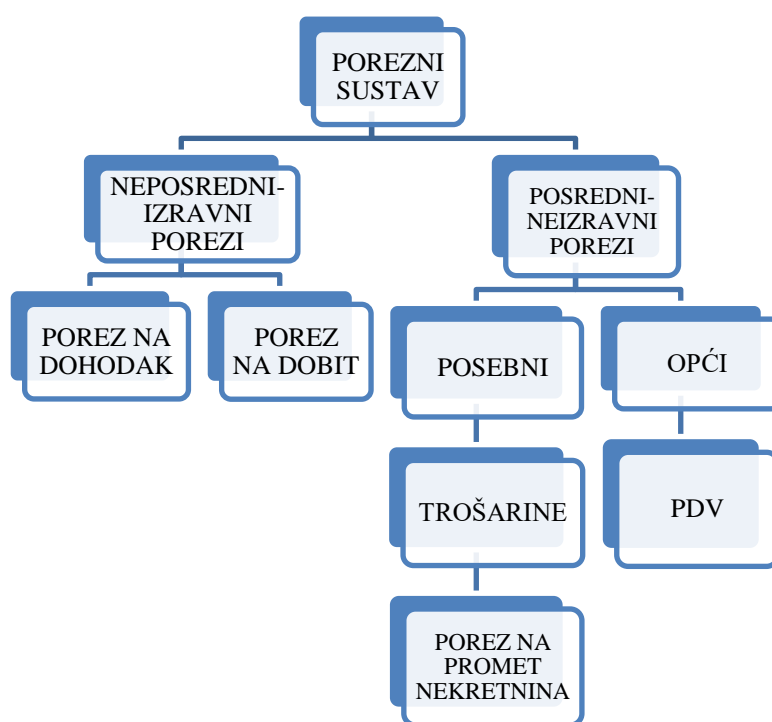 POREZNI
SUSTAV
NEPOSREDNI-
IZRAVNI
POREZI
POSREDNI-
NEIZRAVNI
POREZI
POREZ NA
DOHODAK
POREZ
NA DOBIT
POSEBNI
OPĆI
TROŠARINE
PDV
POREZ NA
PROMET
NEKRETNINA